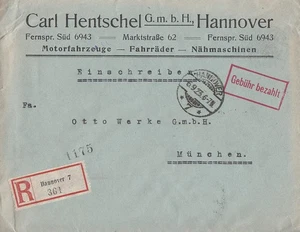 Carl Hentschel G.m.b.H., Hannover
Fernspr. Süd 6943 — Marktstraße 62 — Fernspr. Süd 6943
Motorfahrzeuge — Fahrräder — Nähmaschinen
Einschreiben
Gebühr bezahlt
Fa.
Otto Werke G.m.b.H.
München.
1175
R
Hannover 7
361